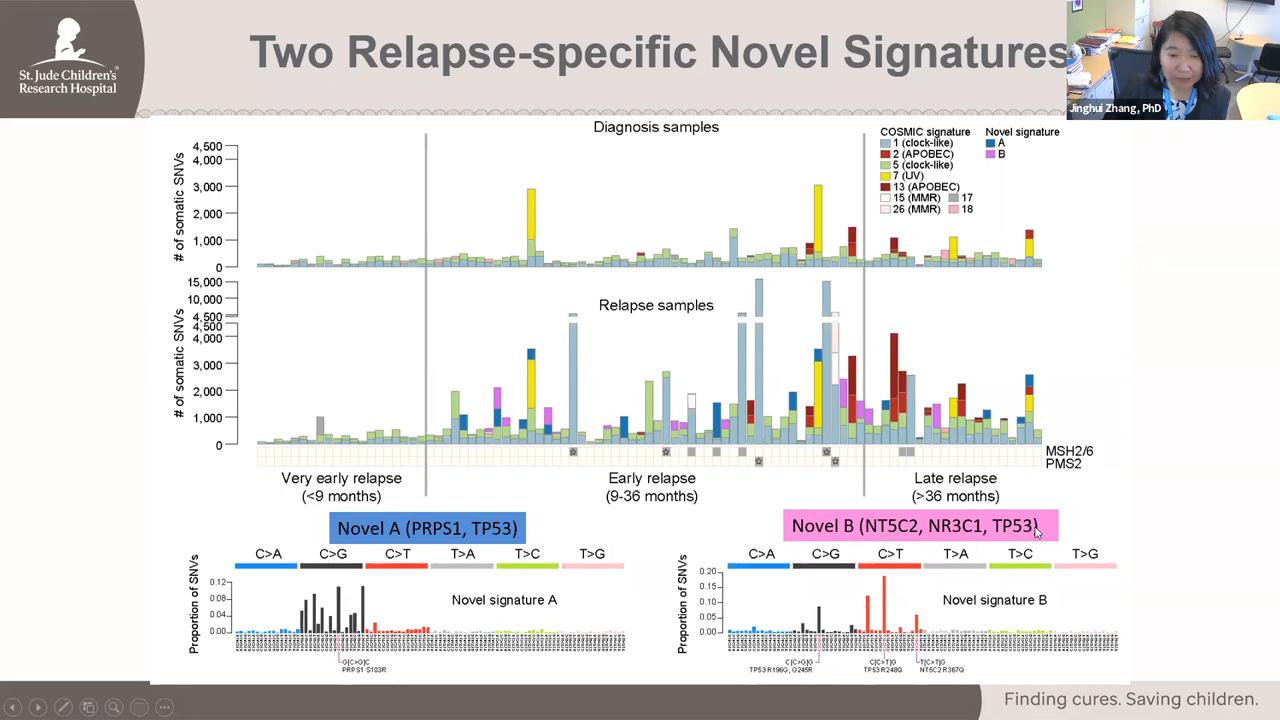 St. Jude Children's
Research Hospital
®
Two Relapse-specific Novel Signatures
Jinghui Zhang, PhD
Diagnosis samples
# of somatic SNVs
4,500
4,000
3,000
2,000
1,000
0
COSMIC signature
1 (clock-like)
2 (APOBEC)
5 (clock-like)
7 (UV)
13 (APOBEC)
15 (MMR)
26 (MMR)
17
18
Novel signature
A
B
Relapse samples
# of somatic SNVs
15,000
10,000
4,500
4,500
4,000
3,000
2,000
1,000
0
MSH2/6
PMS2
Very early relapse
(<9 months)
Early relapse
(9-36 months)
Late relapse
(>36 months)
Novel A (PRPS1, TP53)
Novel B (NT5C2, NR3C1, TP53)
C>A C>G C>T T>A T>C T>G
Proportion of SNVs
0.12
0.08
0.04
0.00
Novel signature A
G[C>G]C
PRPS1 S103R
C>A C>G C>T T>A T>C T>G
Proportion of SNVs
0.20
0.15
0.10
0.05
0.00
Novel signature B
C[C>G]G
TP53 R196G, G245R
C[C>T]G
TP53 R248Q
T[C>T]G
NT5C2 R367Q
Finding cures. Saving children.